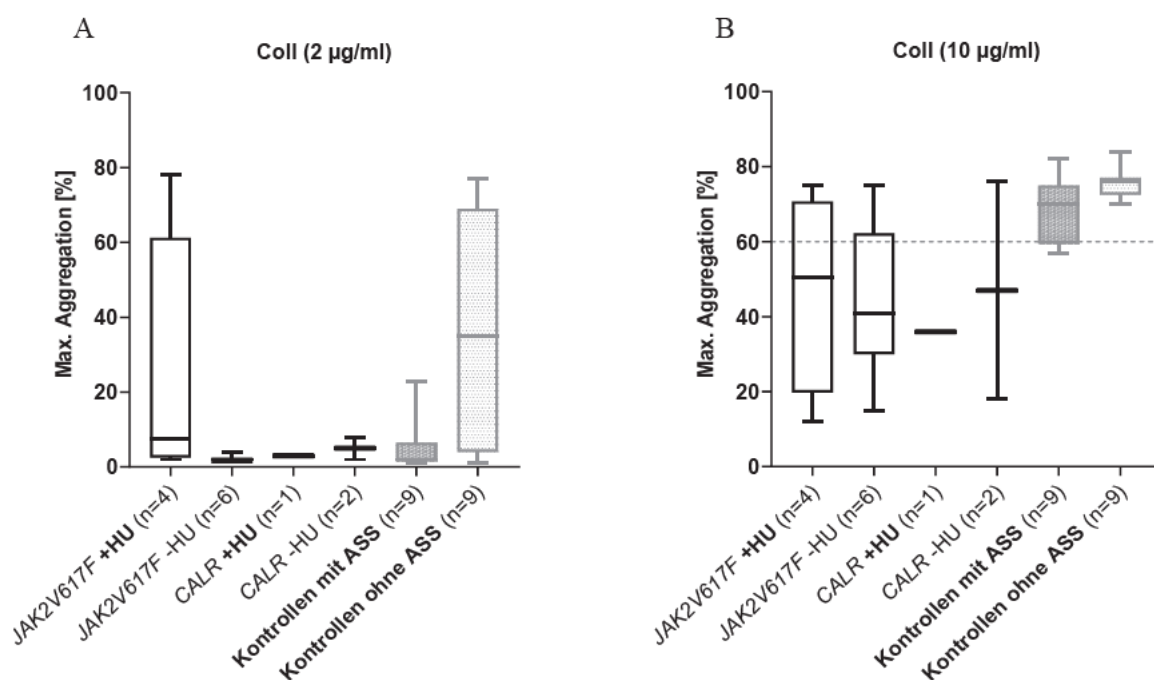 A
Coll (2 µg/ml)
Max. Aggregation [%]
100
80
60
40
20
0
JAK2V617F +HU (n=4)
JAK2V617F -HU (n=6)
CALR +HU (n=1)
CALR -HU (n=2)
Kontrollen mit ASS (n=9)
Kontrollen ohne ASS (n=9)
B
Coll (10 µg/ml)
Max. Aggregation [%]
100
80
60
40
20
0
JAK2V617F +HU (n=4)
JAK2V617F -HU (n=6)
CALR +HU (n=1)
CALR -HU (n=2)
Kontrollen mit ASS (n=9)
Kontrollen ohne ASS (n=9)